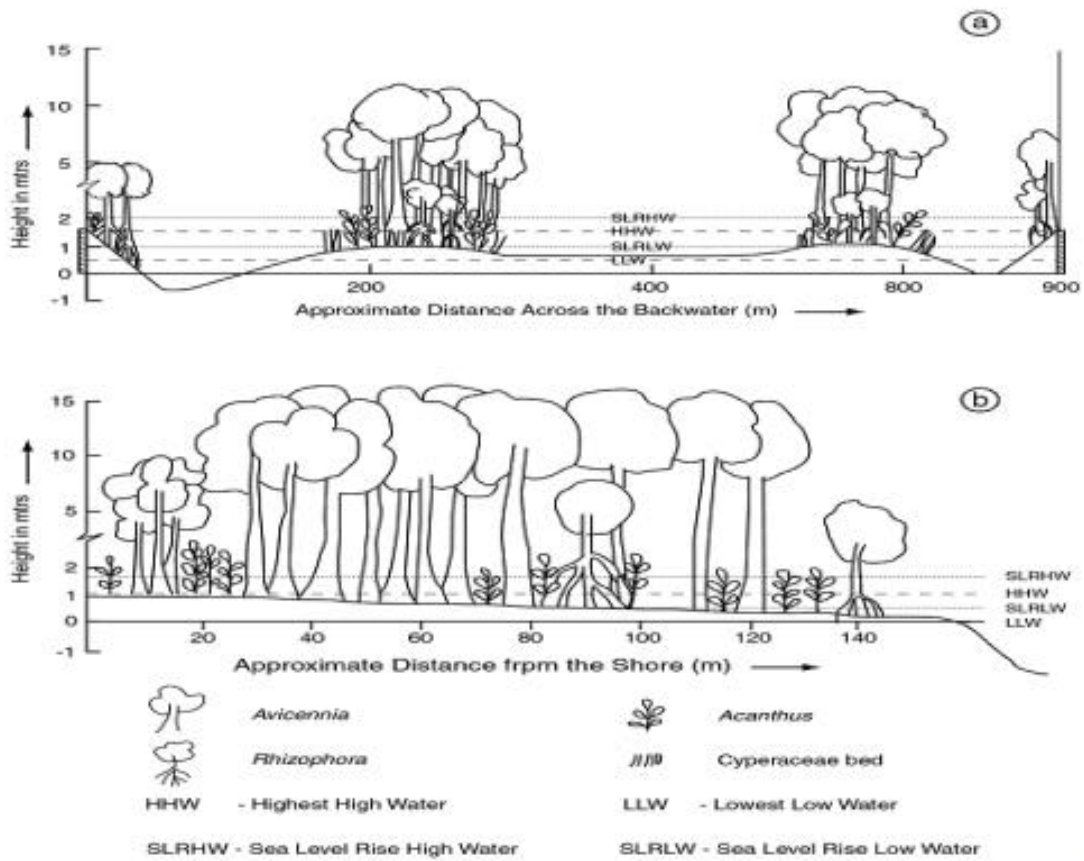 a
15
10
5
2
1
0
-1
Height in mtrs
SLRHW
HHW
SLRLW
LLW
200 400 800 900
Approximate Distance Across the Backwater (m)
b
15
10
5
2
1
0
-1
Height in mtrs
SLRHW
HHW
SLRLW
LLW
20 40 60 80 100 120 140
Approximate Distance frpm the Shore (m)
Avicennia Acanthus
Rhizophora Cyperaceae bed
HHW - Highest High Water LLW - Lowest Low Water
SLRHW - Sea Level Rise High Water SLRLW - Sea Level Rise Low Water